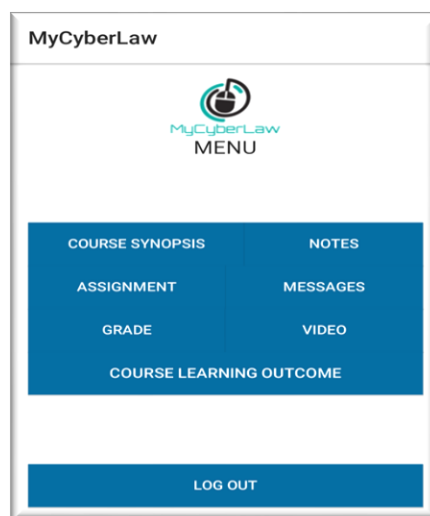 MyCyberLaw
MyCyberLaw
MENU
COURSE SYNOPSIS NOTES
ASSIGNMENT MESSAGES
GRADE VIDEO
COURSE LEARNING OUTCOME
LOG OUT